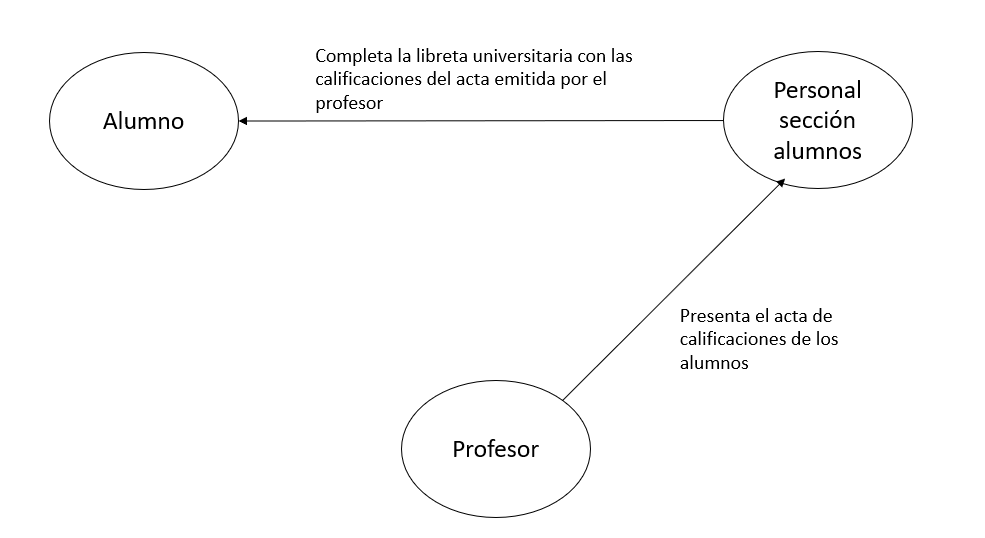 Completa la libreta universitaria con las
calificaciones del acta emitida por el
profesor
Alumno
Personal
sección
alumnos
Presenta el acta de
calificaciones de los
alumnos
Profesor